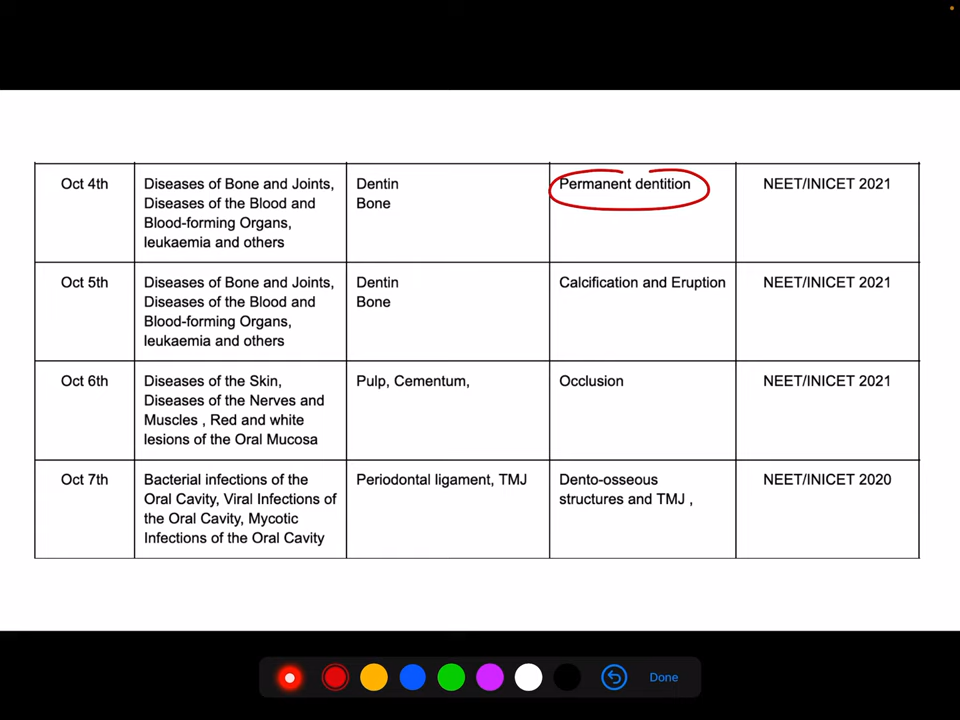 Oct 4th
Diseases of Bone and Joints,
Diseases of the Blood and
Blood-forming Organs,
leukaemia and others
Dentin
Bone
Permanent dentition
NEET/INICET 2021
Oct 5th
Diseases of Bone and Joints,
Diseases of the Blood and
Blood-forming Organs,
leukaemia and others
Dentin
Bone
Calcification and Eruption
NEET/INICET 2021
Oct 6th
Diseases of the Skin,
Diseases of the Nerves and
Muscles , Red and white
lesions of the Oral Mucosa
Pulp, Cementum,
Occlusion
NEET/INICET 2021
Oct 7th
Bacterial infections of the
Oral Cavity, Viral Infections of
the Oral Cavity, Mycotic
Infections of the Oral Cavity
Periodontal ligament, TMJ
Dento-osseous
structures and TMJ ,
NEET/INICET 2020
Done